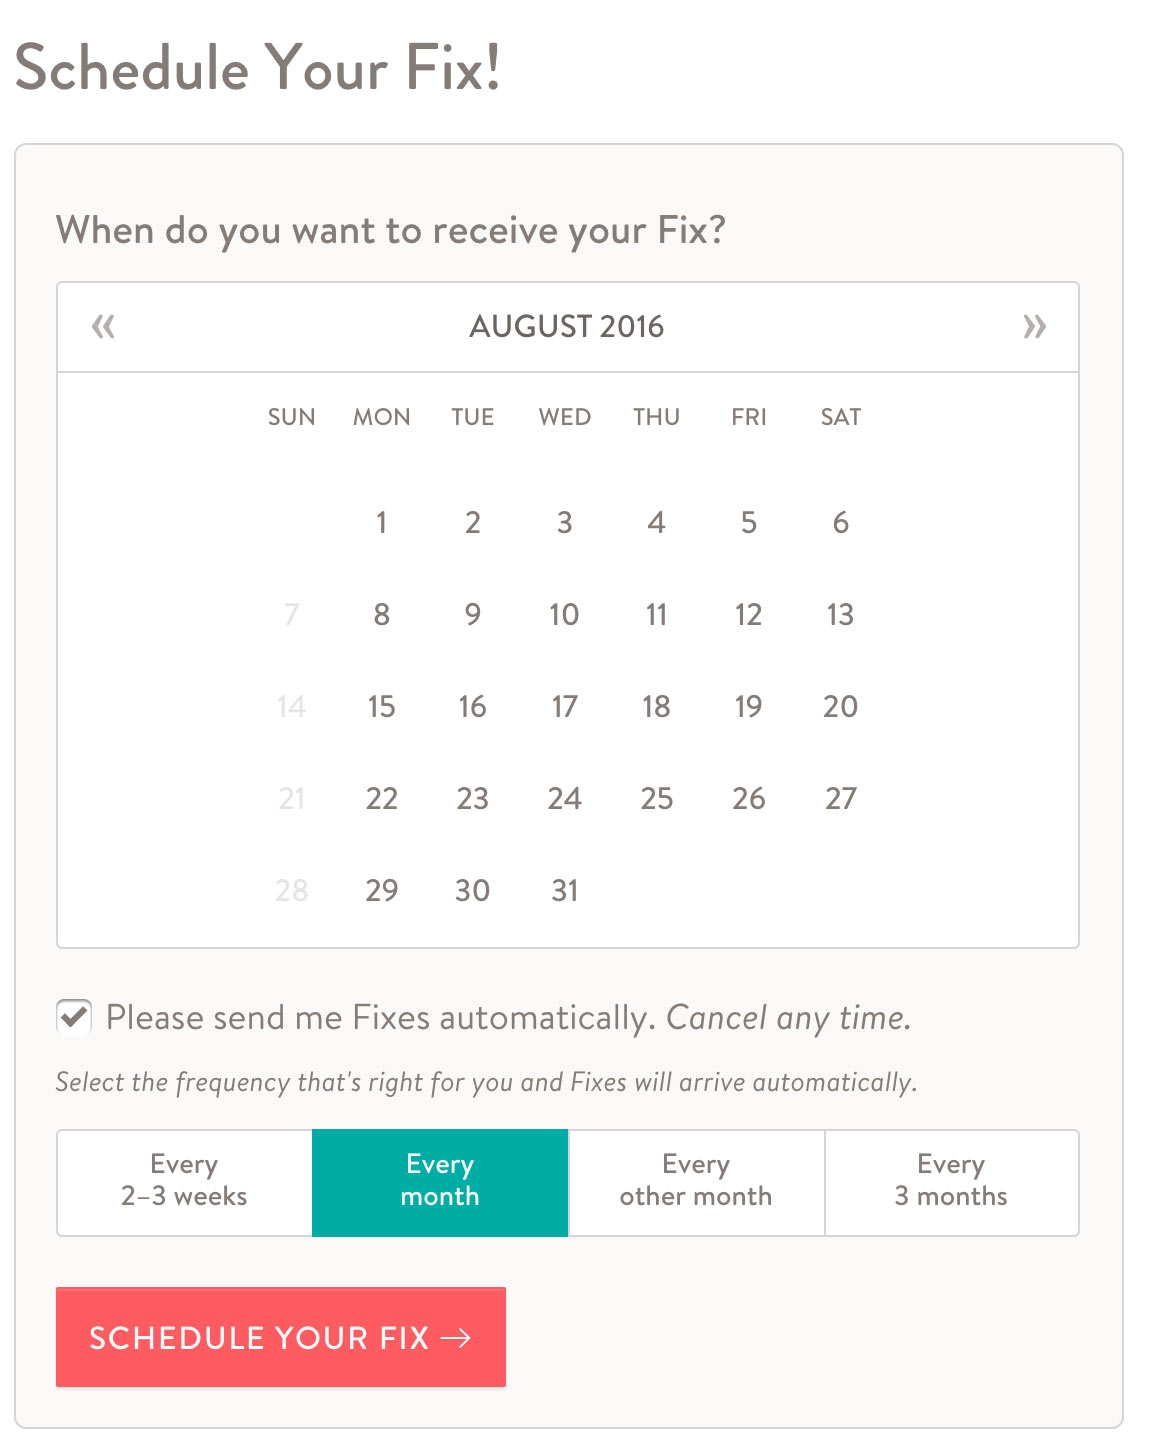 Schedule Your Fix!
When do you want to receive your Fix?
« AUGUST 2016 »
SUN MON TUE WED THU FRI SAT
1 2 3 4 5 6
7 8 9 10 11 12 13
14 15 16 17 18 19 20
21 22 23 24 25 26 27
28 29 30 31
Please send me Fixes automatically. Cancel any time.
Select the frequency that's right for you and Fixes will arrive automatically.
Every Every Every Every
2–3 weeks month other month 3 months
SCHEDULE YOUR FIX →